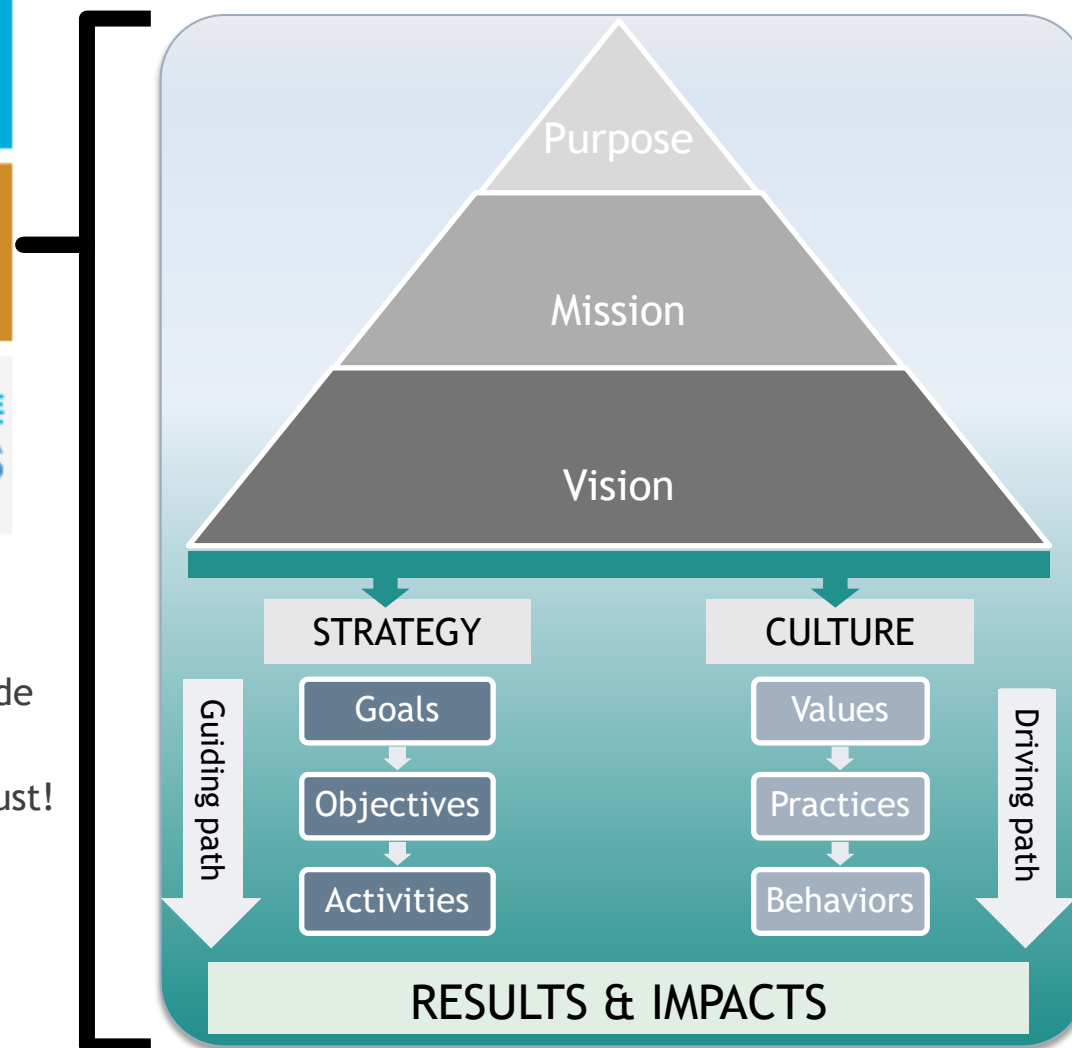 Purpose
Mission
Vision
STRATEGY
CULTURE
Guiding path
Goals
Objectives
Activities
Values
Practices
Behaviors
Driving path
de
ust!
RESULTS & IMPACTS